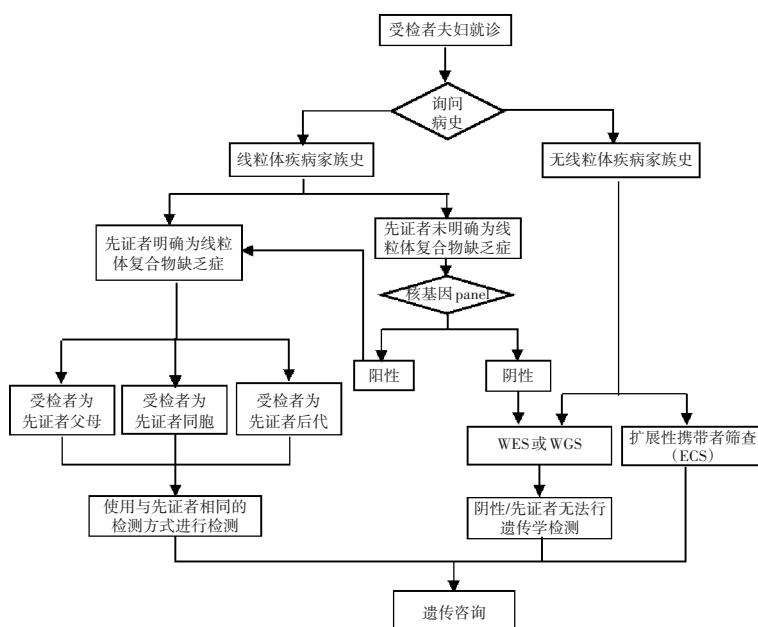 受检者夫妇就诊
询问
病史
线粒体疾病家族史
无线粒体疾病家族史
先证者明确为线粒
体复合物缺乏症
先证者未明确为线
粒体复合物缺乏症
核基因panel
阳性
阴性
受检者为
先证者父母
受检者为
先证者同胞
受检者为
先证者后代
WES或WGS
扩展性携带者筛查
（ECS）
使用与先证者相同的
检测方式进行检测
阴性/先证者无法行
遗传学检测
遗传咨询